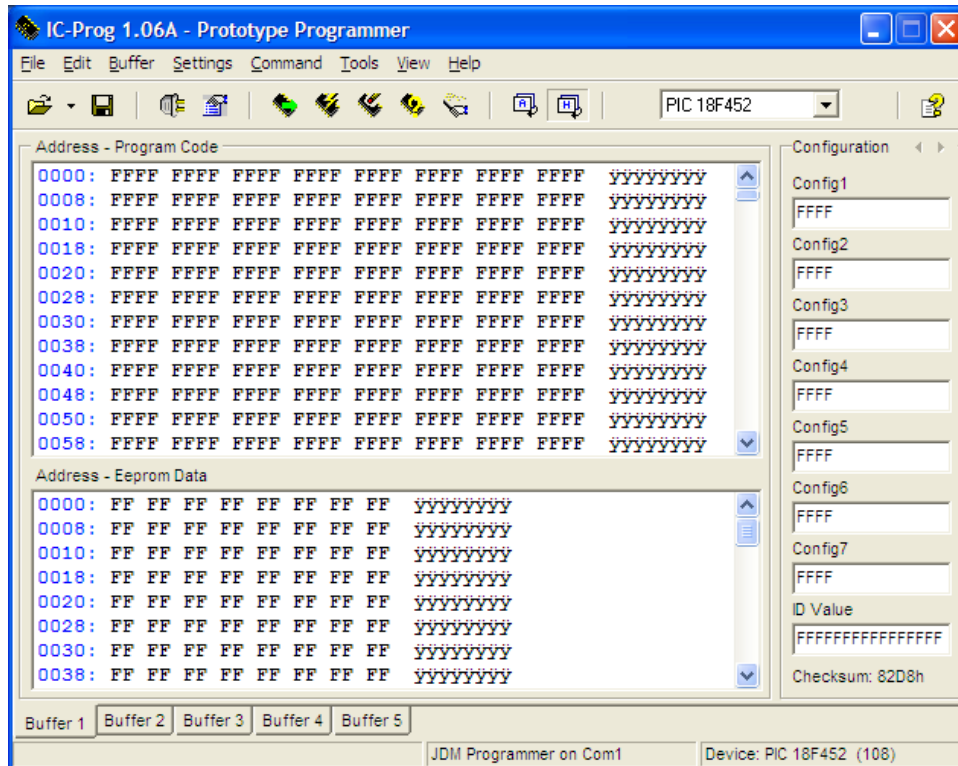 IC-Prog 1.06A - Prototype Programmer
File Edit Buffer Settings Command Tools View Help
A H PIC 18F452
Address - Program Code
0000: FFFF FFFF FFFF FFFF FFFF FFFF FFFF FFFF ÿÿÿÿÿÿÿÿ
0008: FFFF FFFF FFFF FFFF FFFF FFFF FFFF FFFF ÿÿÿÿÿÿÿÿ
0010: FFFF FFFF FFFF FFFF FFFF FFFF FFFF FFFF ÿÿÿÿÿÿÿÿ
0018: FFFF FFFF FFFF FFFF FFFF FFFF FFFF FFFF ÿÿÿÿÿÿÿÿ
0020: FFFF FFFF FFFF FFFF FFFF FFFF FFFF FFFF ÿÿÿÿÿÿÿÿ
0028: FFFF FFFF FFFF FFFF FFFF FFFF FFFF FFFF ÿÿÿÿÿÿÿÿ
0030: FFFF FFFF FFFF FFFF FFFF FFFF FFFF FFFF ÿÿÿÿÿÿÿÿ
0038: FFFF FFFF FFFF FFFF FFFF FFFF FFFF FFFF ÿÿÿÿÿÿÿÿ
0040: FFFF FFFF FFFF FFFF FFFF FFFF FFFF FFFF ÿÿÿÿÿÿÿÿ
0048: FFFF FFFF FFFF FFFF FFFF FFFF FFFF FFFF ÿÿÿÿÿÿÿÿ
0050: FFFF FFFF FFFF FFFF FFFF FFFF FFFF FFFF ÿÿÿÿÿÿÿÿ
0058: FFFF FFFF FFFF FFFF FFFF FFFF FFFF FFFF ÿÿÿÿÿÿÿÿ
Address - Eeprom Data
0000: FF FF FF FF FF FF FF FF ÿÿÿÿÿÿÿÿ
0008: FF FF FF FF FF FF FF FF ÿÿÿÿÿÿÿÿ
0010: FF FF FF FF FF FF FF FF ÿÿÿÿÿÿÿÿ
0018: FF FF FF FF FF FF FF FF ÿÿÿÿÿÿÿÿ
0020: FF FF FF FF FF FF FF FF ÿÿÿÿÿÿÿÿ
0028: FF FF FF FF FF FF FF FF ÿÿÿÿÿÿÿÿ
0030: FF FF FF FF FF FF FF FF ÿÿÿÿÿÿÿÿ
0038: FF FF FF FF FF FF FF FF ÿÿÿÿÿÿÿÿ
Configuration
Config1
FFFF
Config2
FFFF
Config3
FFFF
Config4
FFFF
Config5
FFFF
Config6
FFFF
Config7
FFFF
ID Value
FFFFFFFFFFFFFFFF
Checksum: 82D8h
Buffer 1 Buffer 2 Buffer 3 Buffer 4 Buffer 5
JDM Programmer on Com1 Device: PIC 18F452 (108)